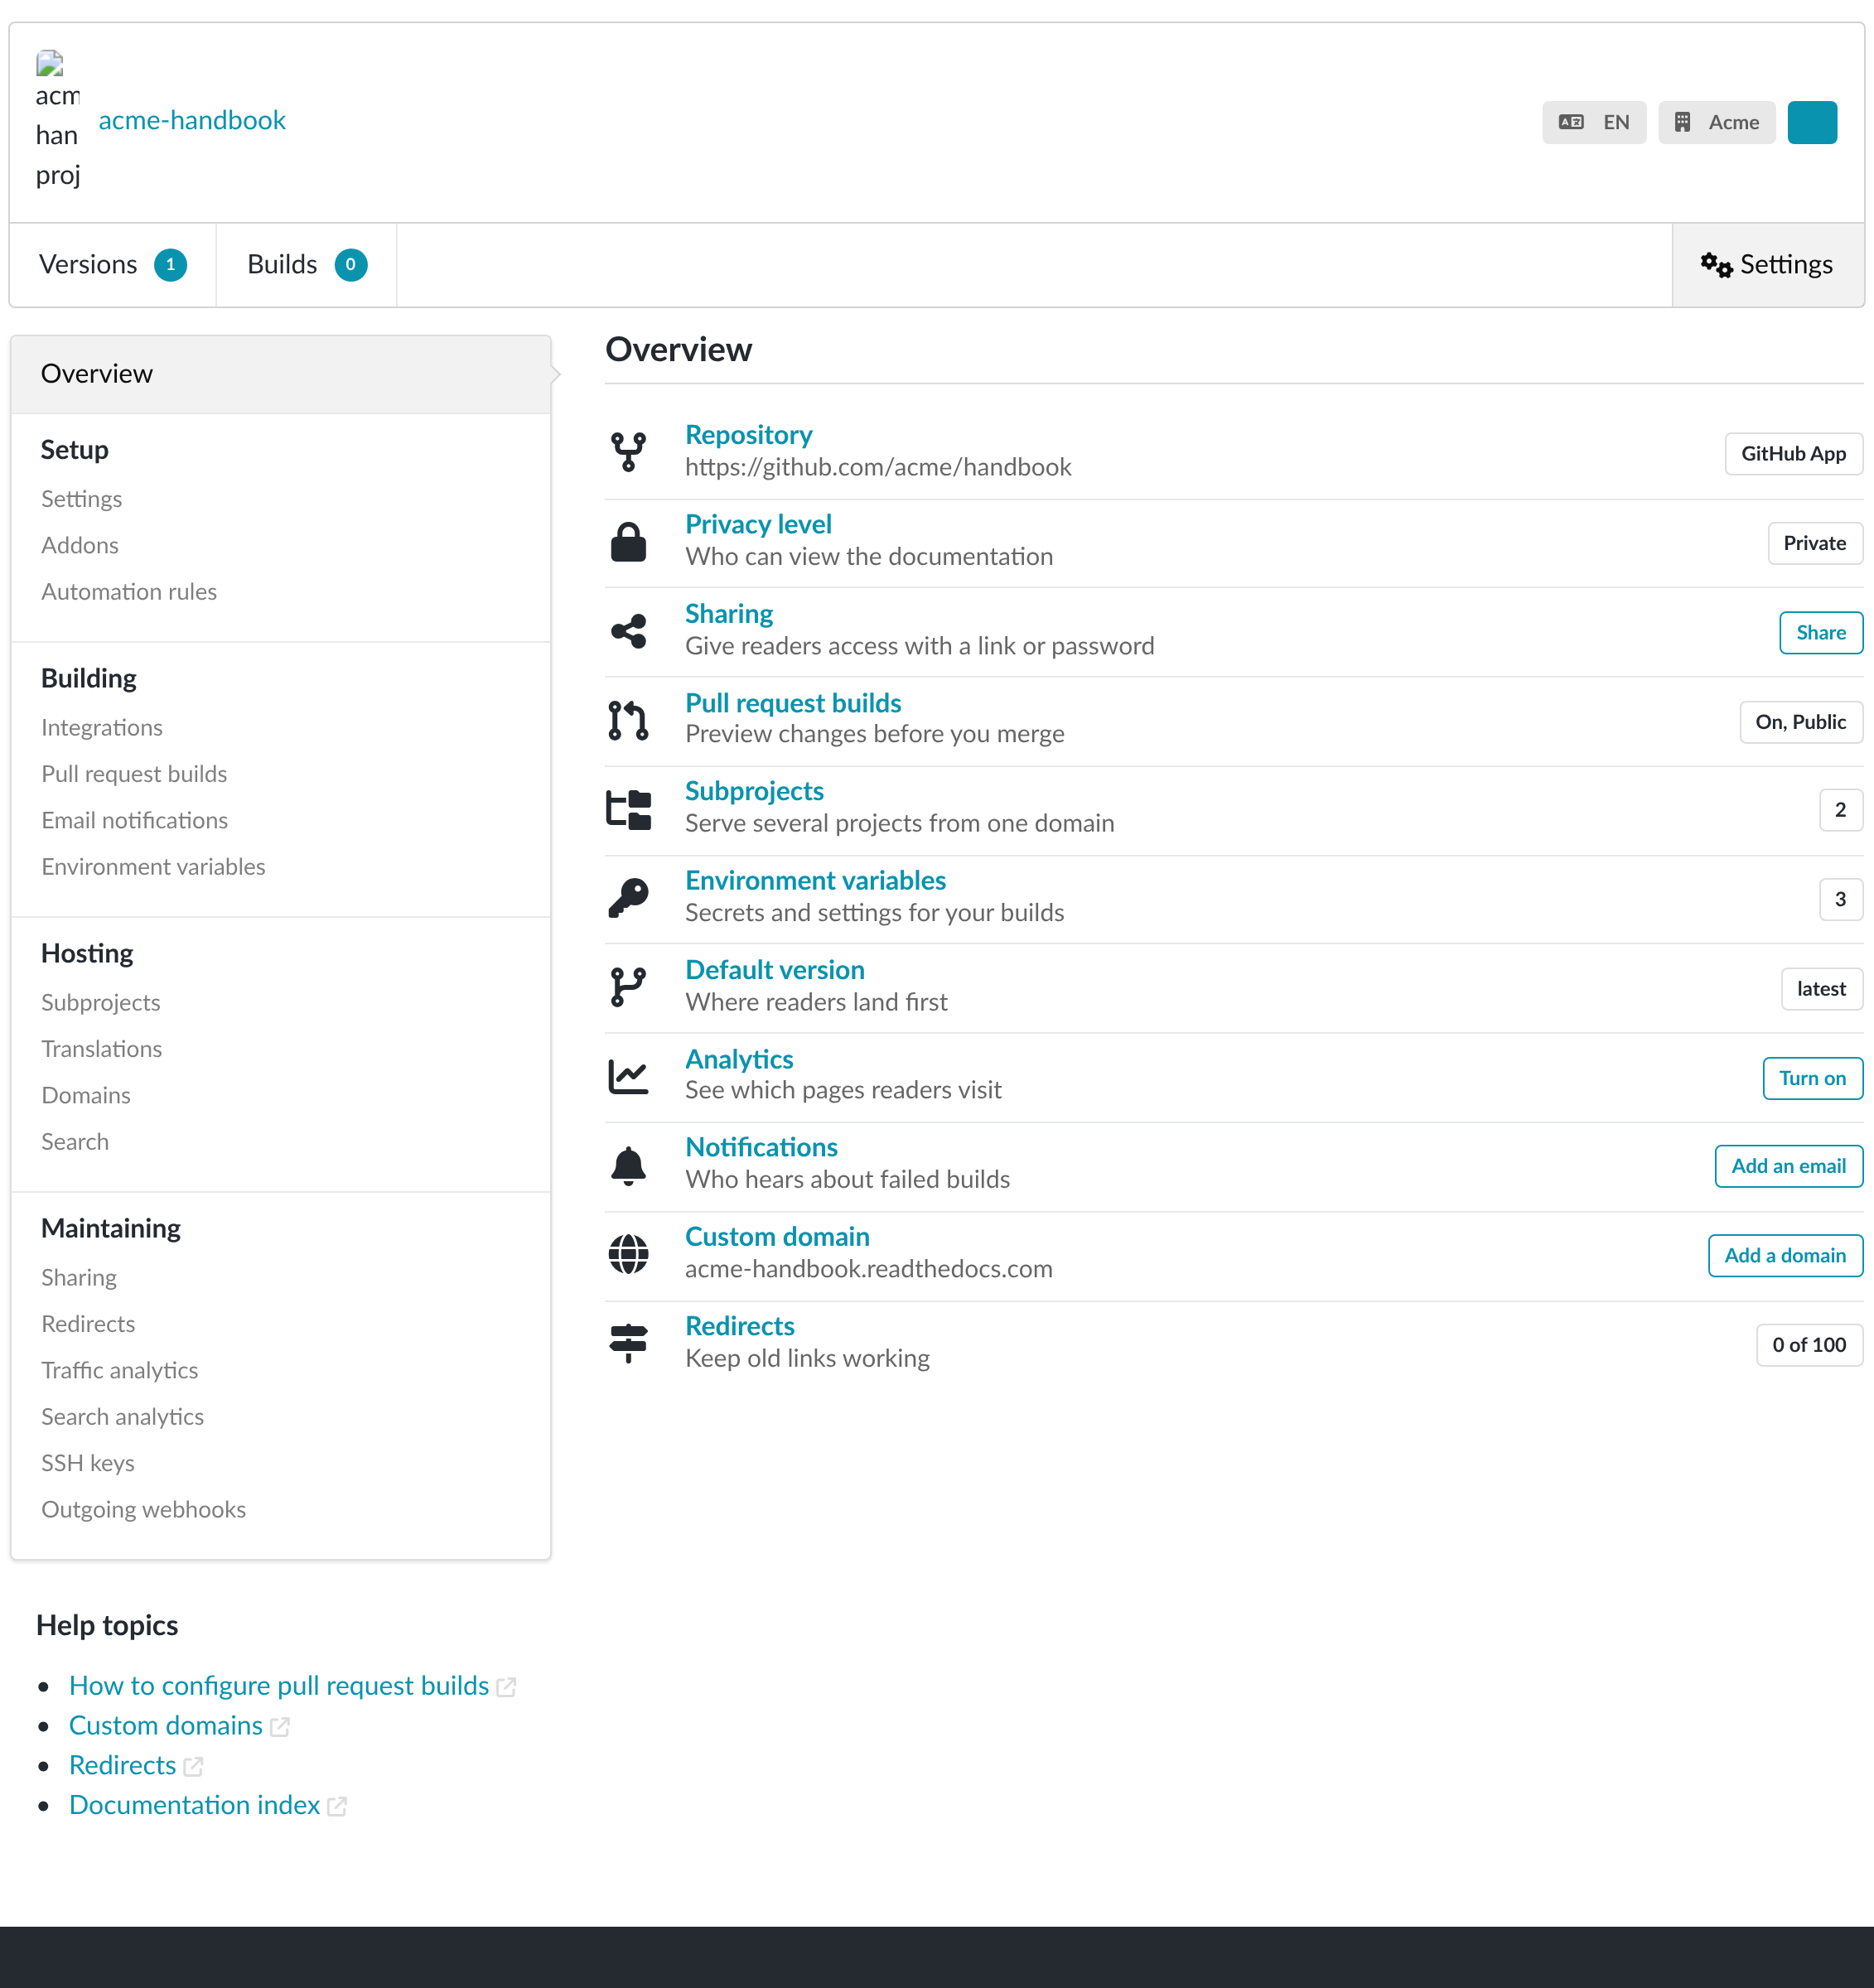 acm
han
proj
acme-handbook
EN
Acme
Versions 1
Builds 0
Settings
Overview
Setup
Settings
Addons
Automation rules
Building
Integrations
Pull request builds
Email notifications
Environment variables
Hosting
Subprojects
Translations
Domains
Search
Maintaining
Sharing
Redirects
Traffic analytics
Search analytics
SSH keys
Outgoing webhooks
Help topics
How to configure pull request builds
Custom domains
Redirects
Documentation index
Overview
Repository
https://github.com/acme/handbook
GitHub App
Privacy level
Who can view the documentation
Private
Sharing
Give readers access with a link or password
Share
Pull request builds
Preview changes before you merge
On, Public
Subprojects
Serve several projects from one domain
2
Environment variables
Secrets and settings for your builds
3
Default version
Where readers land first
latest
Analytics
See which pages readers visit
Turn on
Notifications
Who hears about failed builds
Add an email
Custom domain
acme-handbook.readthedocs.com
Add a domain
Redirects
Keep old links working
0 of 100